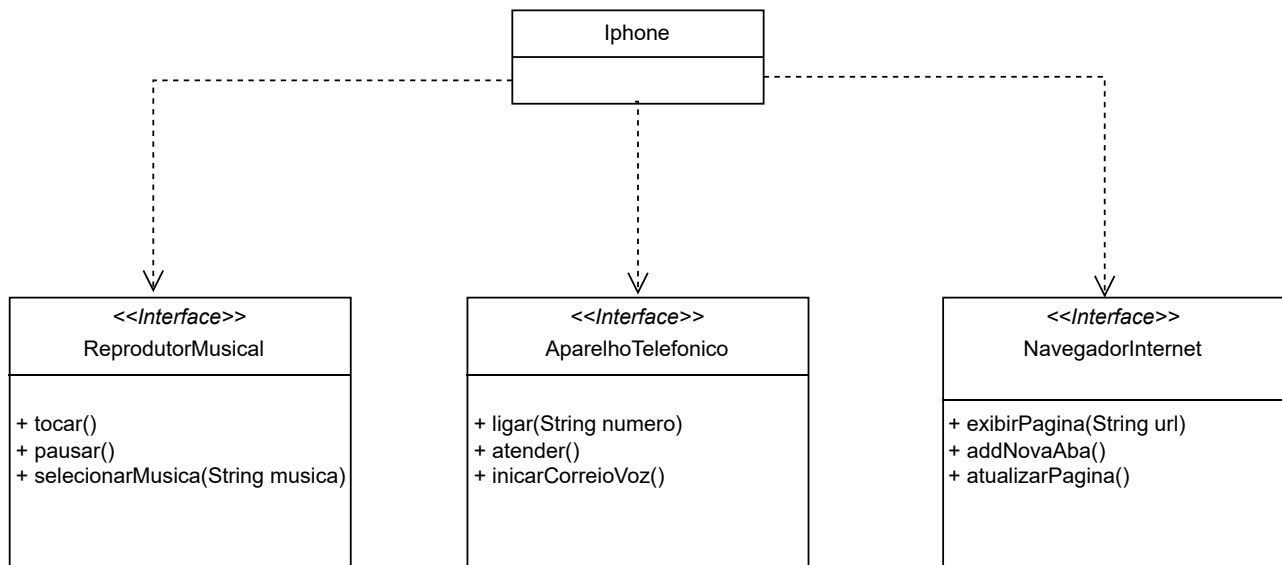 Iphone
<<Interface>>
ReprodutorMusical
+ tocar()
+ pausar()
+ selecionarMusica(String musica)
<<Interface>>
AparelhoTelefonico
+ ligar(String numero)
+ atender()
+ inicarCorreioVoz()
<<Interface>>
NavegadorInternet
+ exibirPagina(String url)
+ addNovaAba()
+ atualizarPagina()